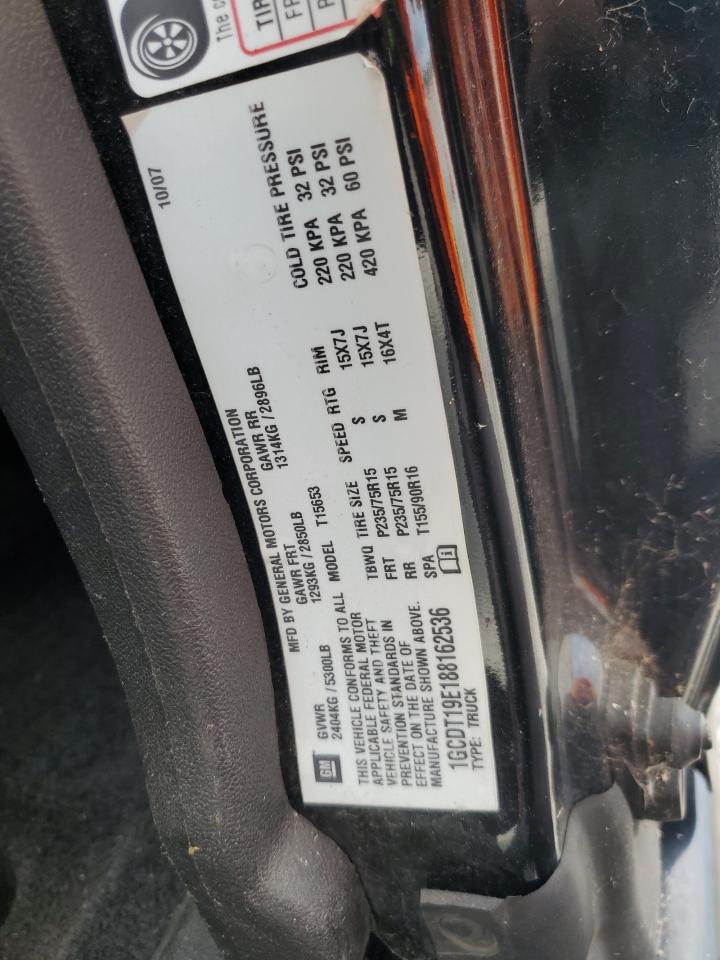 The c
TIR
FR
R
10/07
MFD BY GENERAL MOTORS CORPORATION
GVWR GAWR FRT GAWR RR
2404KG / 5300LB 1293KG / 2850LB 1314KG / 2896LB
THIS VEHICLE CONFORMS TO ALL
APPLICABLE FEDERAL MOTOR
VEHICLE SAFETY AND THEFT
PREVENTION STANDARDS IN
EFFECT ON THE DATE OF
MANUFACTURE SHOWN ABOVE.
MODEL T15653
COLD TIRE PRESSURE
TBWQ TIRE SIZE SPEED RTG RIM
FRT P235/75R15 S 15X7J 220 KPA 32 PSI
RR P235/75R15 S 15X7J 220 KPA 32 PSI
SPA T155/90R16 M 16X4T 420 KPA 60 PSI
1GCDT19E188162536
TYPE: TRUCK
GM